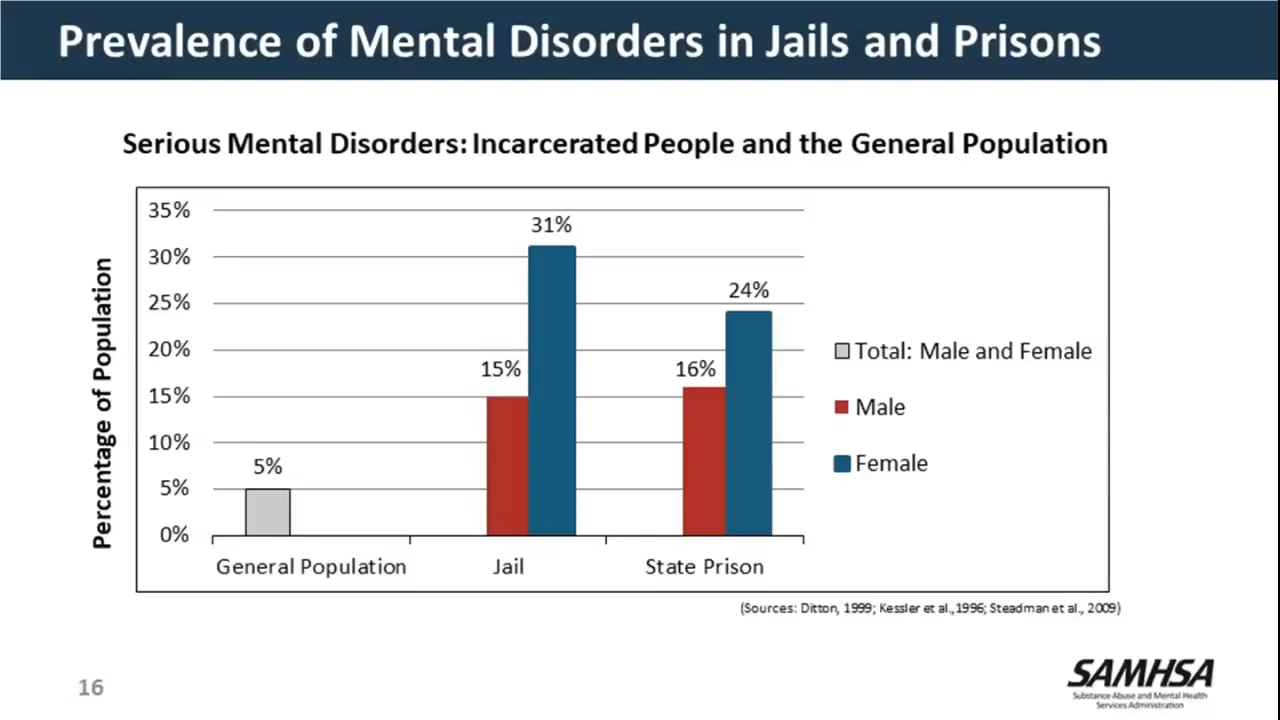 Prevalence of Mental Disorders in Jails and Prisons
Serious Mental Disorders: Incarcerated People and the General Population
Percentage of Population
35%
30%
25%
20%
15%
10%
5%
0%
5%
15%
31%
16%
24%
General Population
Jail
State Prison
Total: Male and Female
Male
Female
(Sources: Ditton, 1999; Kessler et al.,1996; Steadman et al., 2009)
16
SAMHSA
Substance Abuse and Mental Health
Services Administration